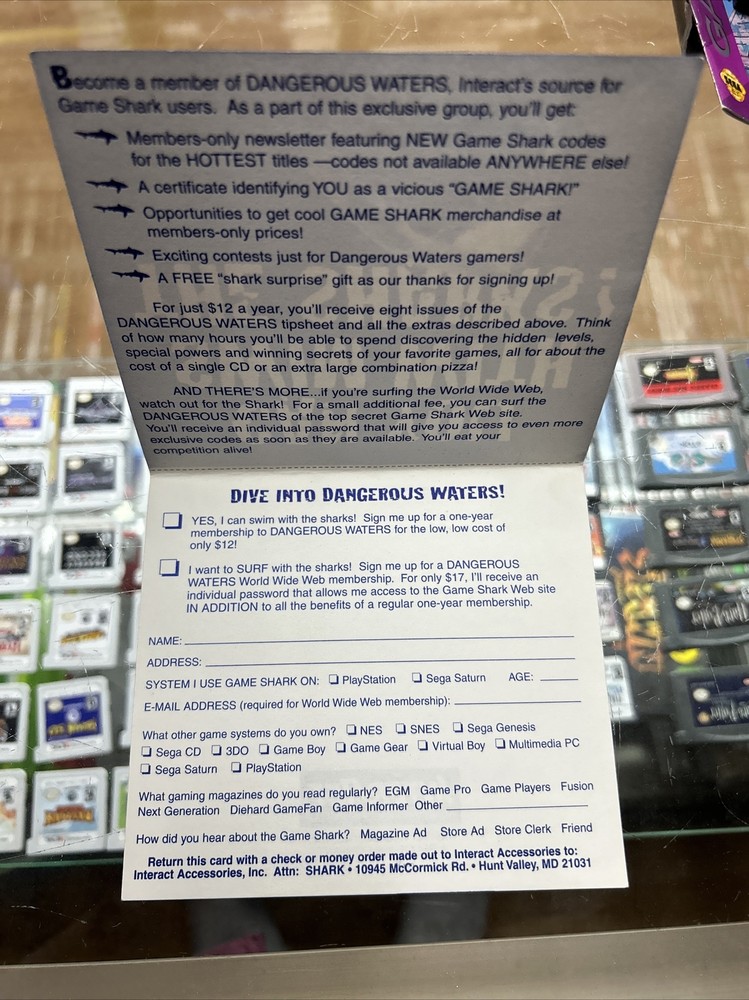 Become a member of DANGEROUS WATERS, Interact's source for
Game Shark users. As a part of this exclusive group, you'll get:
Members-only newsletter featuring NEW Game Shark codes
for the HOTTEST titles —codes not available ANYWHERE else!
A certificate identifying YOU as a vicious "GAME SHARK!"
Opportunities to get cool GAME SHARK merchandise at
members-only prices!
Exciting contests just for Dangerous Waters gamers!
A FREE "shark surprise" gift as our thanks for signing up!
For just $12 a year, you'll receive eight issues of the
DANGEROUS WATERS tipsheet and all the extras described above. Think
of how many hours you'll be able to spend discovering the hidden levels,
special powers and winning secrets of your favorite games, all for about the
cost of a single CD or an extra large combination pizza!
AND THERE'S MORE...if you're surfing the World Wide Web,
watch out for the Shark! For a small additional fee, you can surf the
DANGEROUS WATERS of the top secret Game Shark Web site.
You'll receive an individual password that will give you access to even more
exclusive codes as soon as they are available. You'll eat your
competition alive!
DIVE INTO DANGEROUS WATERS!
YES, I can swim with the sharks! Sign me up for a one-year
membership to DANGEROUS WATERS for the low, low cost of
only $12!
I want to SURF with the sharks! Sign me up for a DANGEROUS
WATERS World Wide Web membership. For only $17, I'll receive an
individual password that allows me access to the Game Shark Web site
IN ADDITION to all the benefits of a regular one-year membership.
NAME:
ADDRESS:
SYSTEM I USE GAME SHARK ON: PlayStation Sega Saturn AGE:
E-MAIL ADDRESS (required for World Wide Web membership):
What other game systems do you own? NES SNES Sega Genesis
Sega CD 3DO Game Boy Game Gear Virtual Boy Multimedia PC
Sega Saturn PlayStation
What gaming magazines do you read regularly? EGM Game Pro Game Players Fusion
Next Generation Diehard GameFan Game Informer Other
How did you hear about the Game Shark? Magazine Ad Store Ad Store Clerk Friend
Return this card with a check or money order made out to Interact Accessories to:
Interact Accessories, Inc. Attn: SHARK • 10945 McCormick Rd. • Hunt Valley, MD 21031